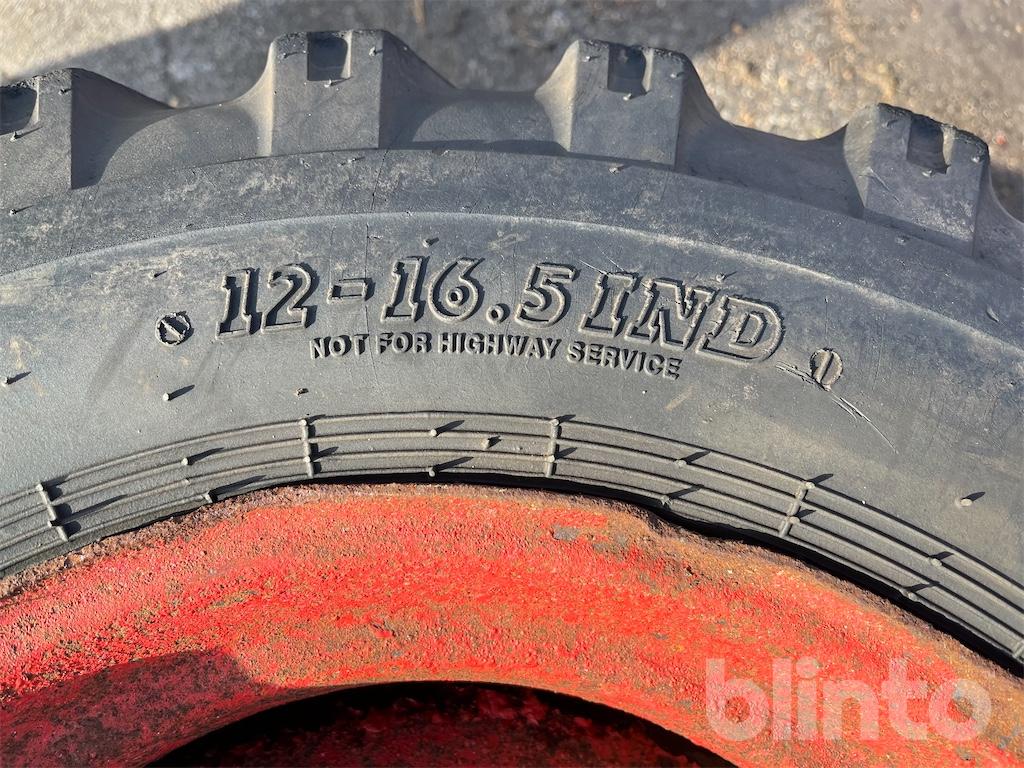 12-16.5 IND
NOT FOR HIGHWAY SERVICE
blinto